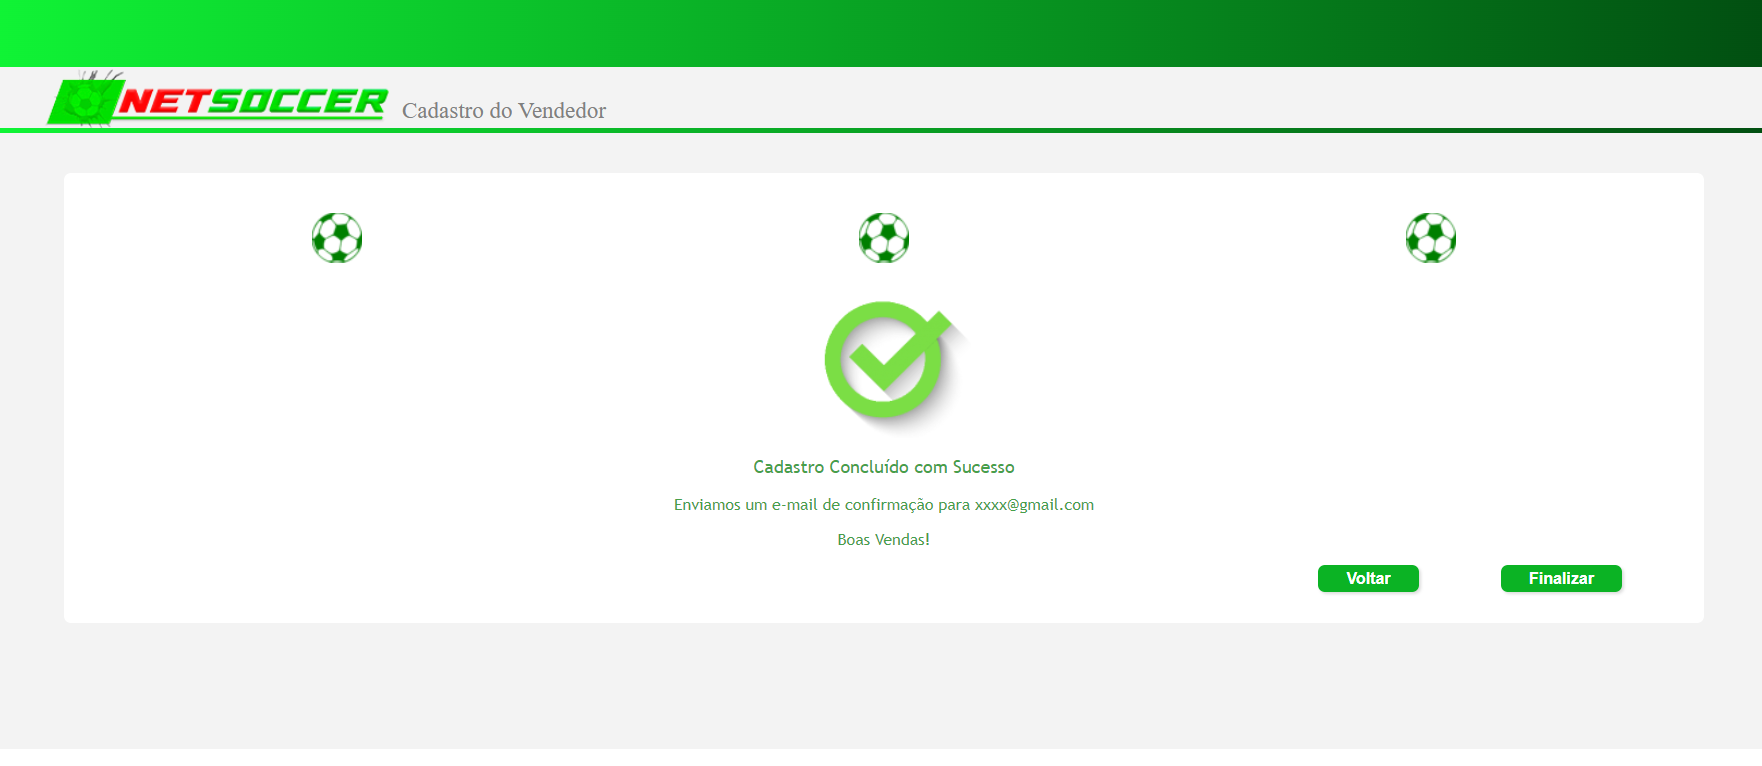 NETSOCCER Cadastro do Vendedor
Cadastro Concluído com Sucesso
Enviamos um e-mail de confirmação para xxxx@gmail.com
Boas Vendas!
Voltar Finalizar